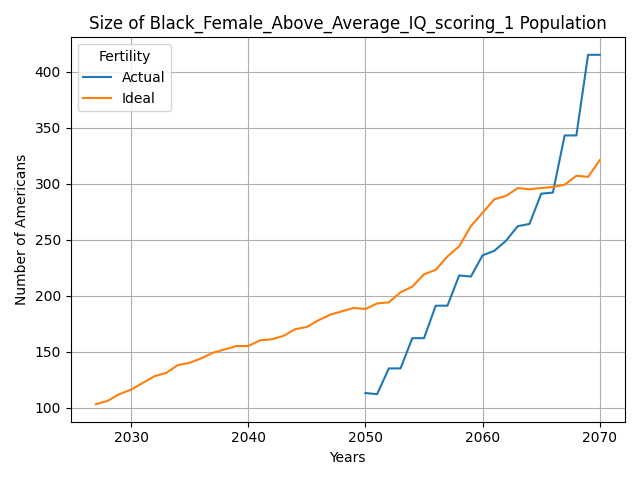 Size of Black_Female_Above_Average_IQ_scoring_1 Population
Fertility
Actual
Ideal
Number of Americans
400
350
300
250
200
150
100
2030
2040
2050
2060
2070
Years